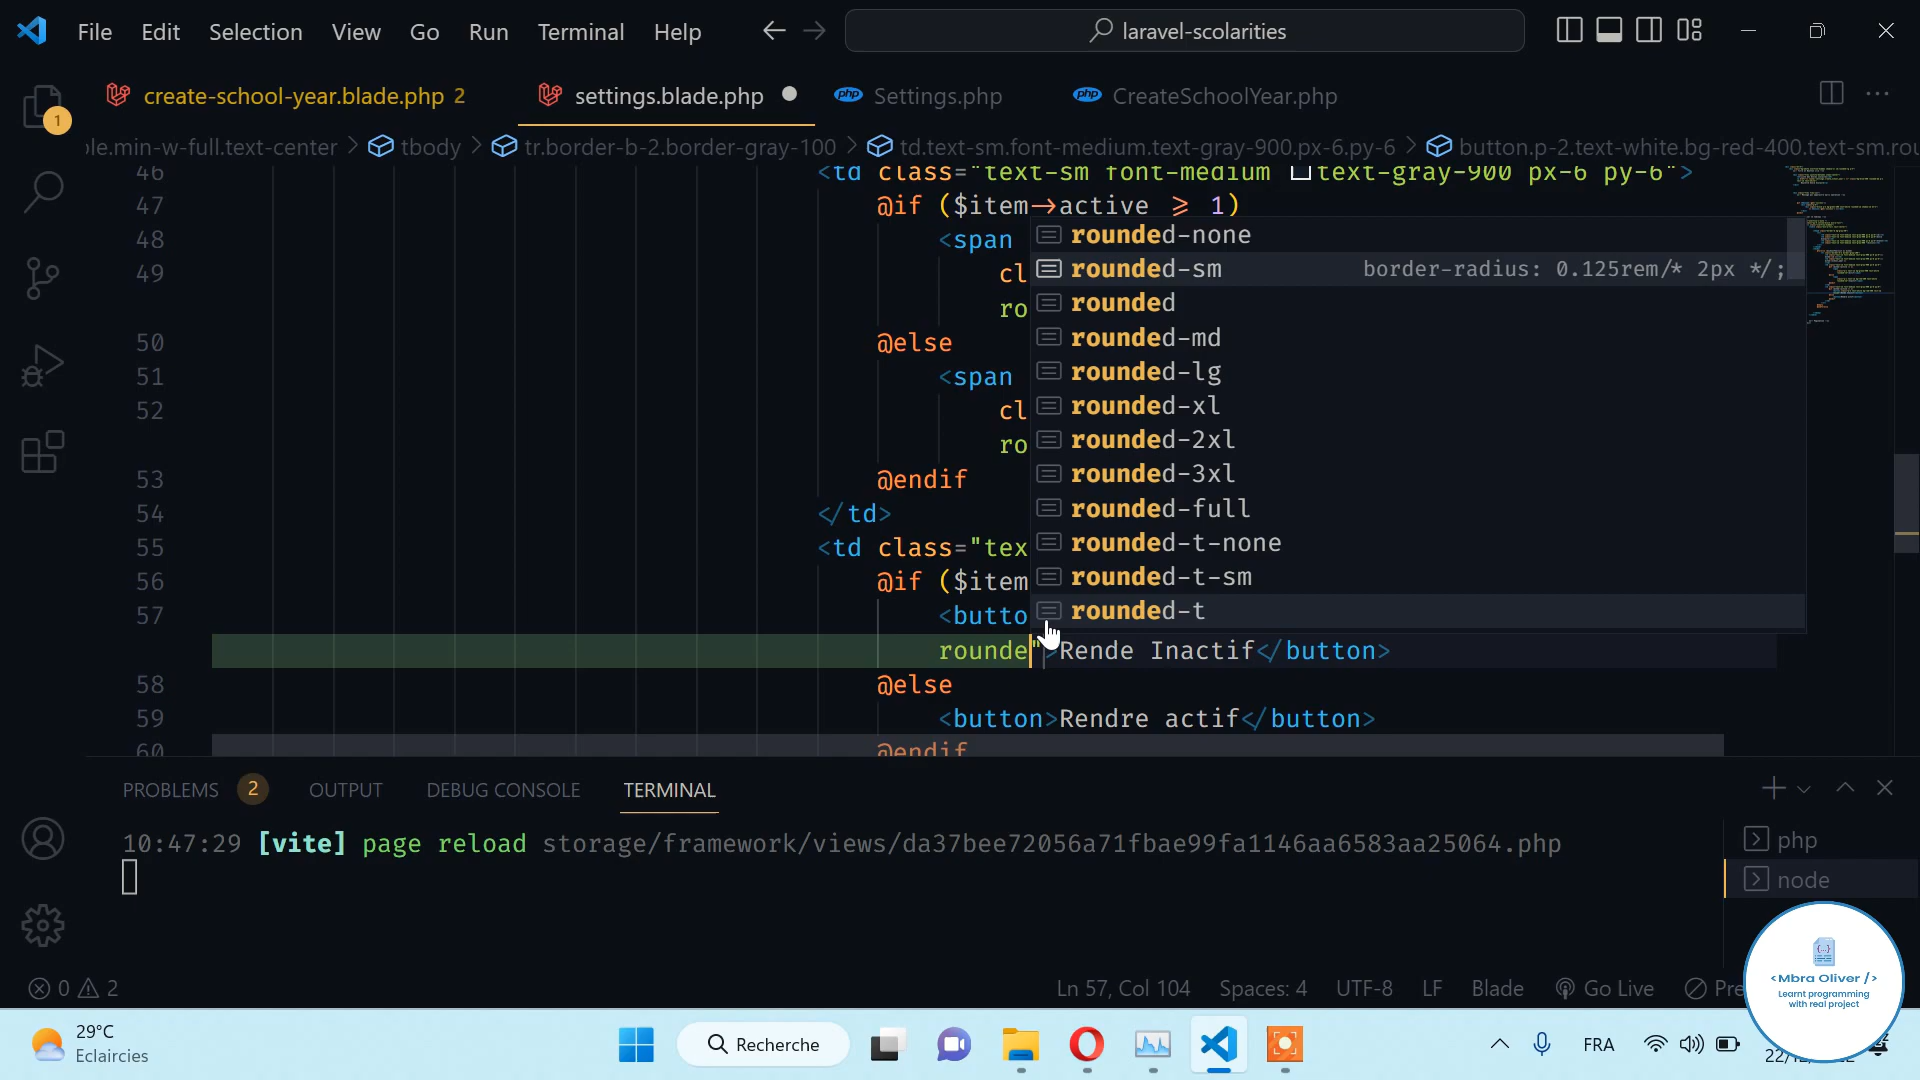 File Edit Selection View Go Run Terminal Help laravel-scolarities
create-school-year.blade.php 2 settings.blade.php Settings.php CreateSchoolYear.php
1
le.min-w-full.text-center > tbody > tr.border-b-2.border-gray-100 > td.text-sm.font-medium.text-gray-900.px-6.py-6 > button.p-2.text-white.bg-red-400.text-sm.rou
46 <td class="text-sm font-medium text-gray-900 px-6 py-6">
47 @if ($item->active >= 1)
48 <span
49 cl
ro
50 @else
51 <span
52 cl
ro
53 @endif
54 </td>
55 <td class="tex
56 @if ($item
57 <butto
rounde">Rende Inactif</button>
58 @else
59 <button>Rendre actif</button>
60 @endif
rounded-none
rounded-sm border-radius: 0.125rem/* 2px */;
rounded
rounded-md
rounded-lg
rounded-xl
rounded-2xl
rounded-3xl
rounded-full
rounded-t-none
rounded-t-sm
rounded-t
PROBLEMS 2 OUTPUT DEBUG CONSOLE TERMINAL
10:47:29 [vite] page reload storage/framework/views/da37bee72056a71fbae99fa1146aa6583aa25064.php
php
node
0 2 Ln 57, Col 104 Spaces: 4 UTF-8 LF Blade Go Live Pre
{...}
<Mbra Oliver />
Learnt programming
with real project
29°C
Eclaircies
Recherche
FRA